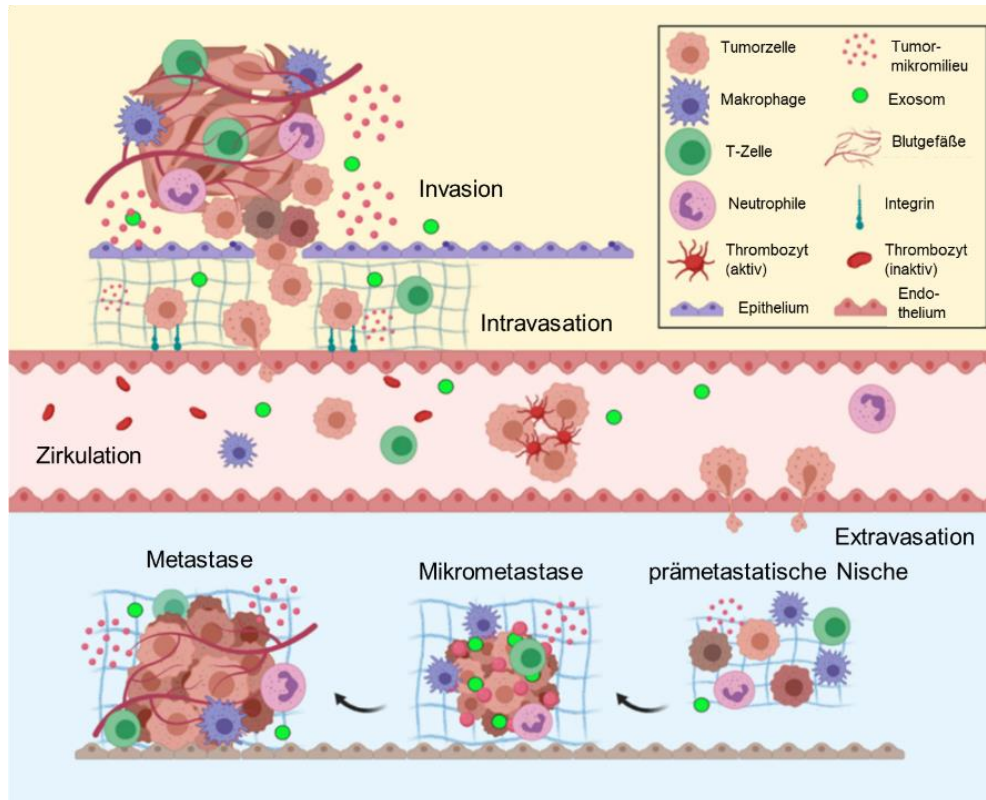 Tumorzelle
Tumor-
mikromilieu
Makrophage
Exosom
T-Zelle
Blutgefäße
Neutrophile
Integrin
Thrombozyt
(aktiv)
Thrombozyt
(inaktiv)
Epithelium
Endo-
thelium
Invasion
Intravasation
Zirkulation
Extravasation
Metastase
Mikrometastase
prämetastatische Nische